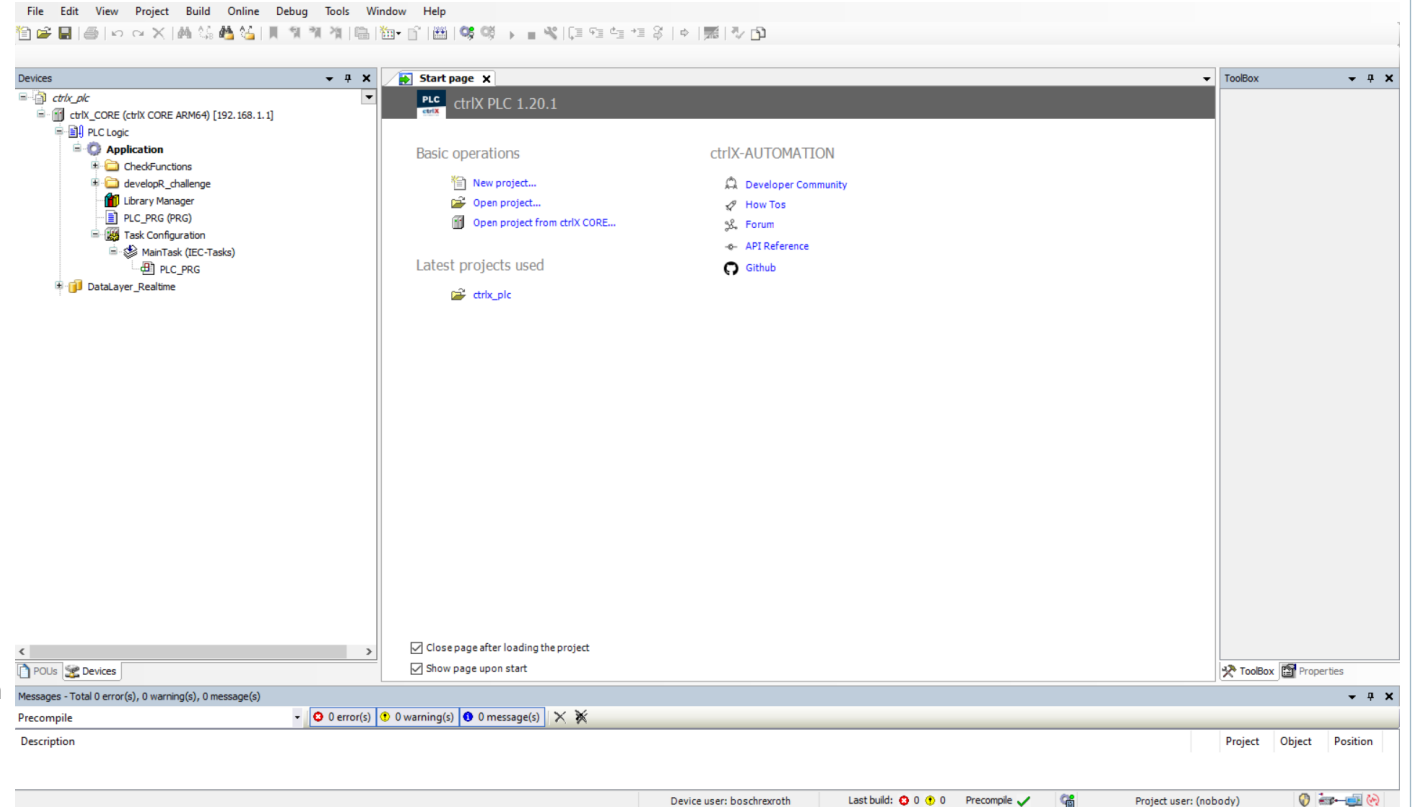 File Edit View Project Build Online Debug Tools Window Help
Devices
ctrlx_plc
ctrlX_CORE (ctrlX CORE ARM64) [192.168.1.1]
PLC Logic
Application
CheckFunctions
developR_challenge
Library Manager
PLC_PRG (PRG)
Task Configuration
MainTask (IEC-Tasks)
PLC_PRG
DataLayer_Realtime
POUs Devices
Start page
PLC
ctrlX
ctrlX PLC 1.20.1
Basic operations
New project...
Open project...
Open project from ctrlX CORE...
Latest projects used
ctrlx_plc
ctrlX-AUTOMATION
Developer Community
How Tos
Forum
API Reference
Github
Close page after loading the project
Show page upon start
ToolBox
ToolBox Properties
Messages - Total 0 error(s), 0 warning(s), 0 message(s)
Precompile 0 error(s) 0 warning(s) 0 message(s)
Description Project Object Position
Device user: boschrexroth Last build: 0 0 Precompile Project user: (nobody)